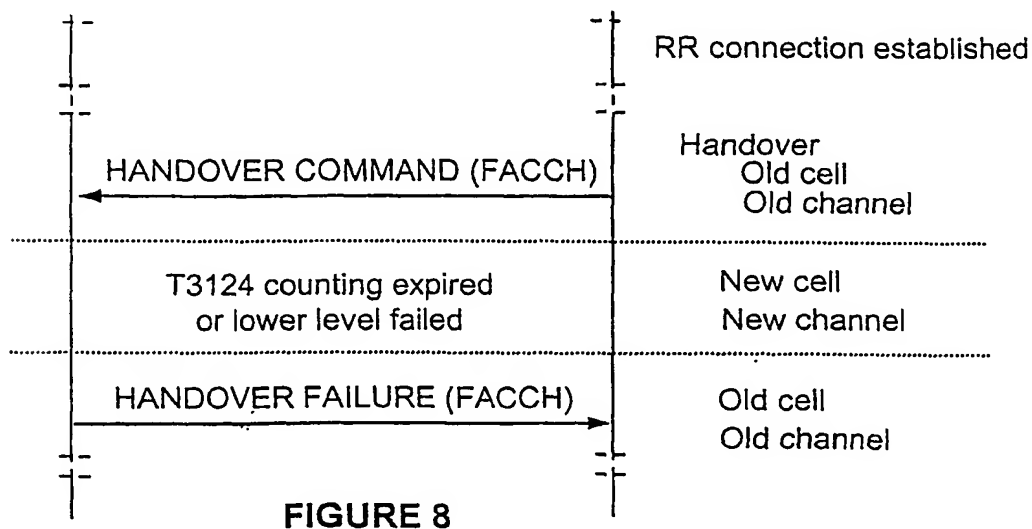 RR connection established
HANDOVER COMMAND (FACCH)
Handover
Old cell
Old channel
T3124 counting expired
or lower level failed
New cell
New channel
HANDOVER FAILURE (FACCH)
Old cell
Old channel
FIGURE 8